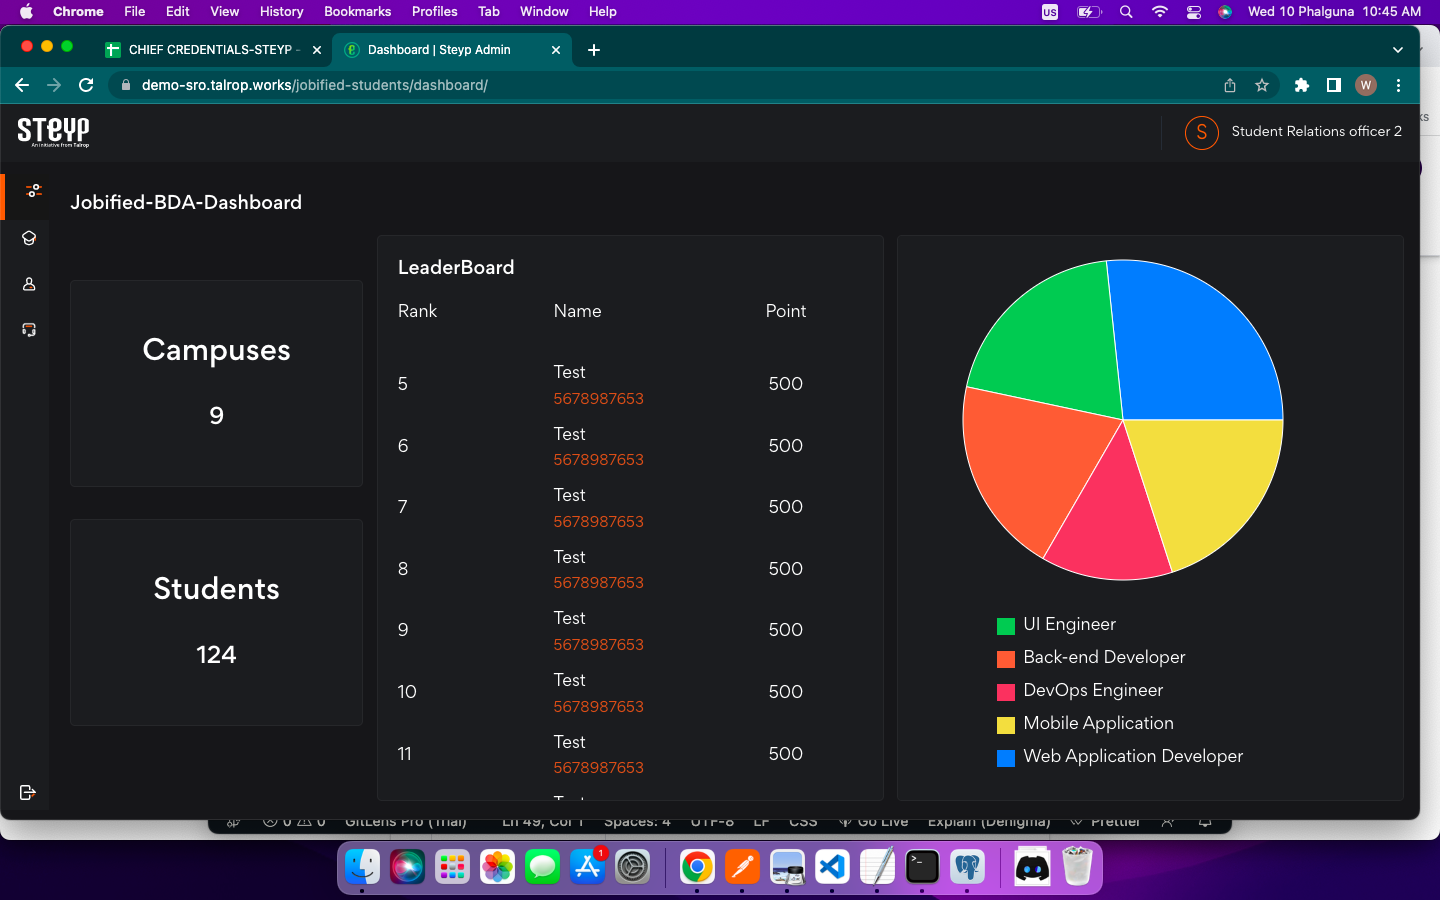 Chrome File Edit View History Bookmarks Profiles Tab Window Help US Wed 10 Phalguna 10:45 AM
CHIEF CREDENTIALS-STEYP - Dashboard | Steyp Admin
demo-sro.talrop.works/jobified-students/dashboard/ W
STEYP
An initiative from Talrop
S Student Relations officer 2
Jobified-BDA-Dashboard
Campuses
9
Students
124
LeaderBoard
Rank Name Point
5 Test 500
5678987653
6 Test 500
5678987653
7 Test 500
5678987653
8 Test 500
5678987653
9 Test 500
5678987653
10 Test 500
5678987653
11 Test 500
5678987653
UI Engineer
Back-end Developer
DevOps Engineer
Mobile Application
Web Application Developer
0 0 GitLens Pro (Trial) Ln 49, Col 1 Spaces: 4 UTF-8 LF CSS Go Live Explain (Denigma) Prettier
1